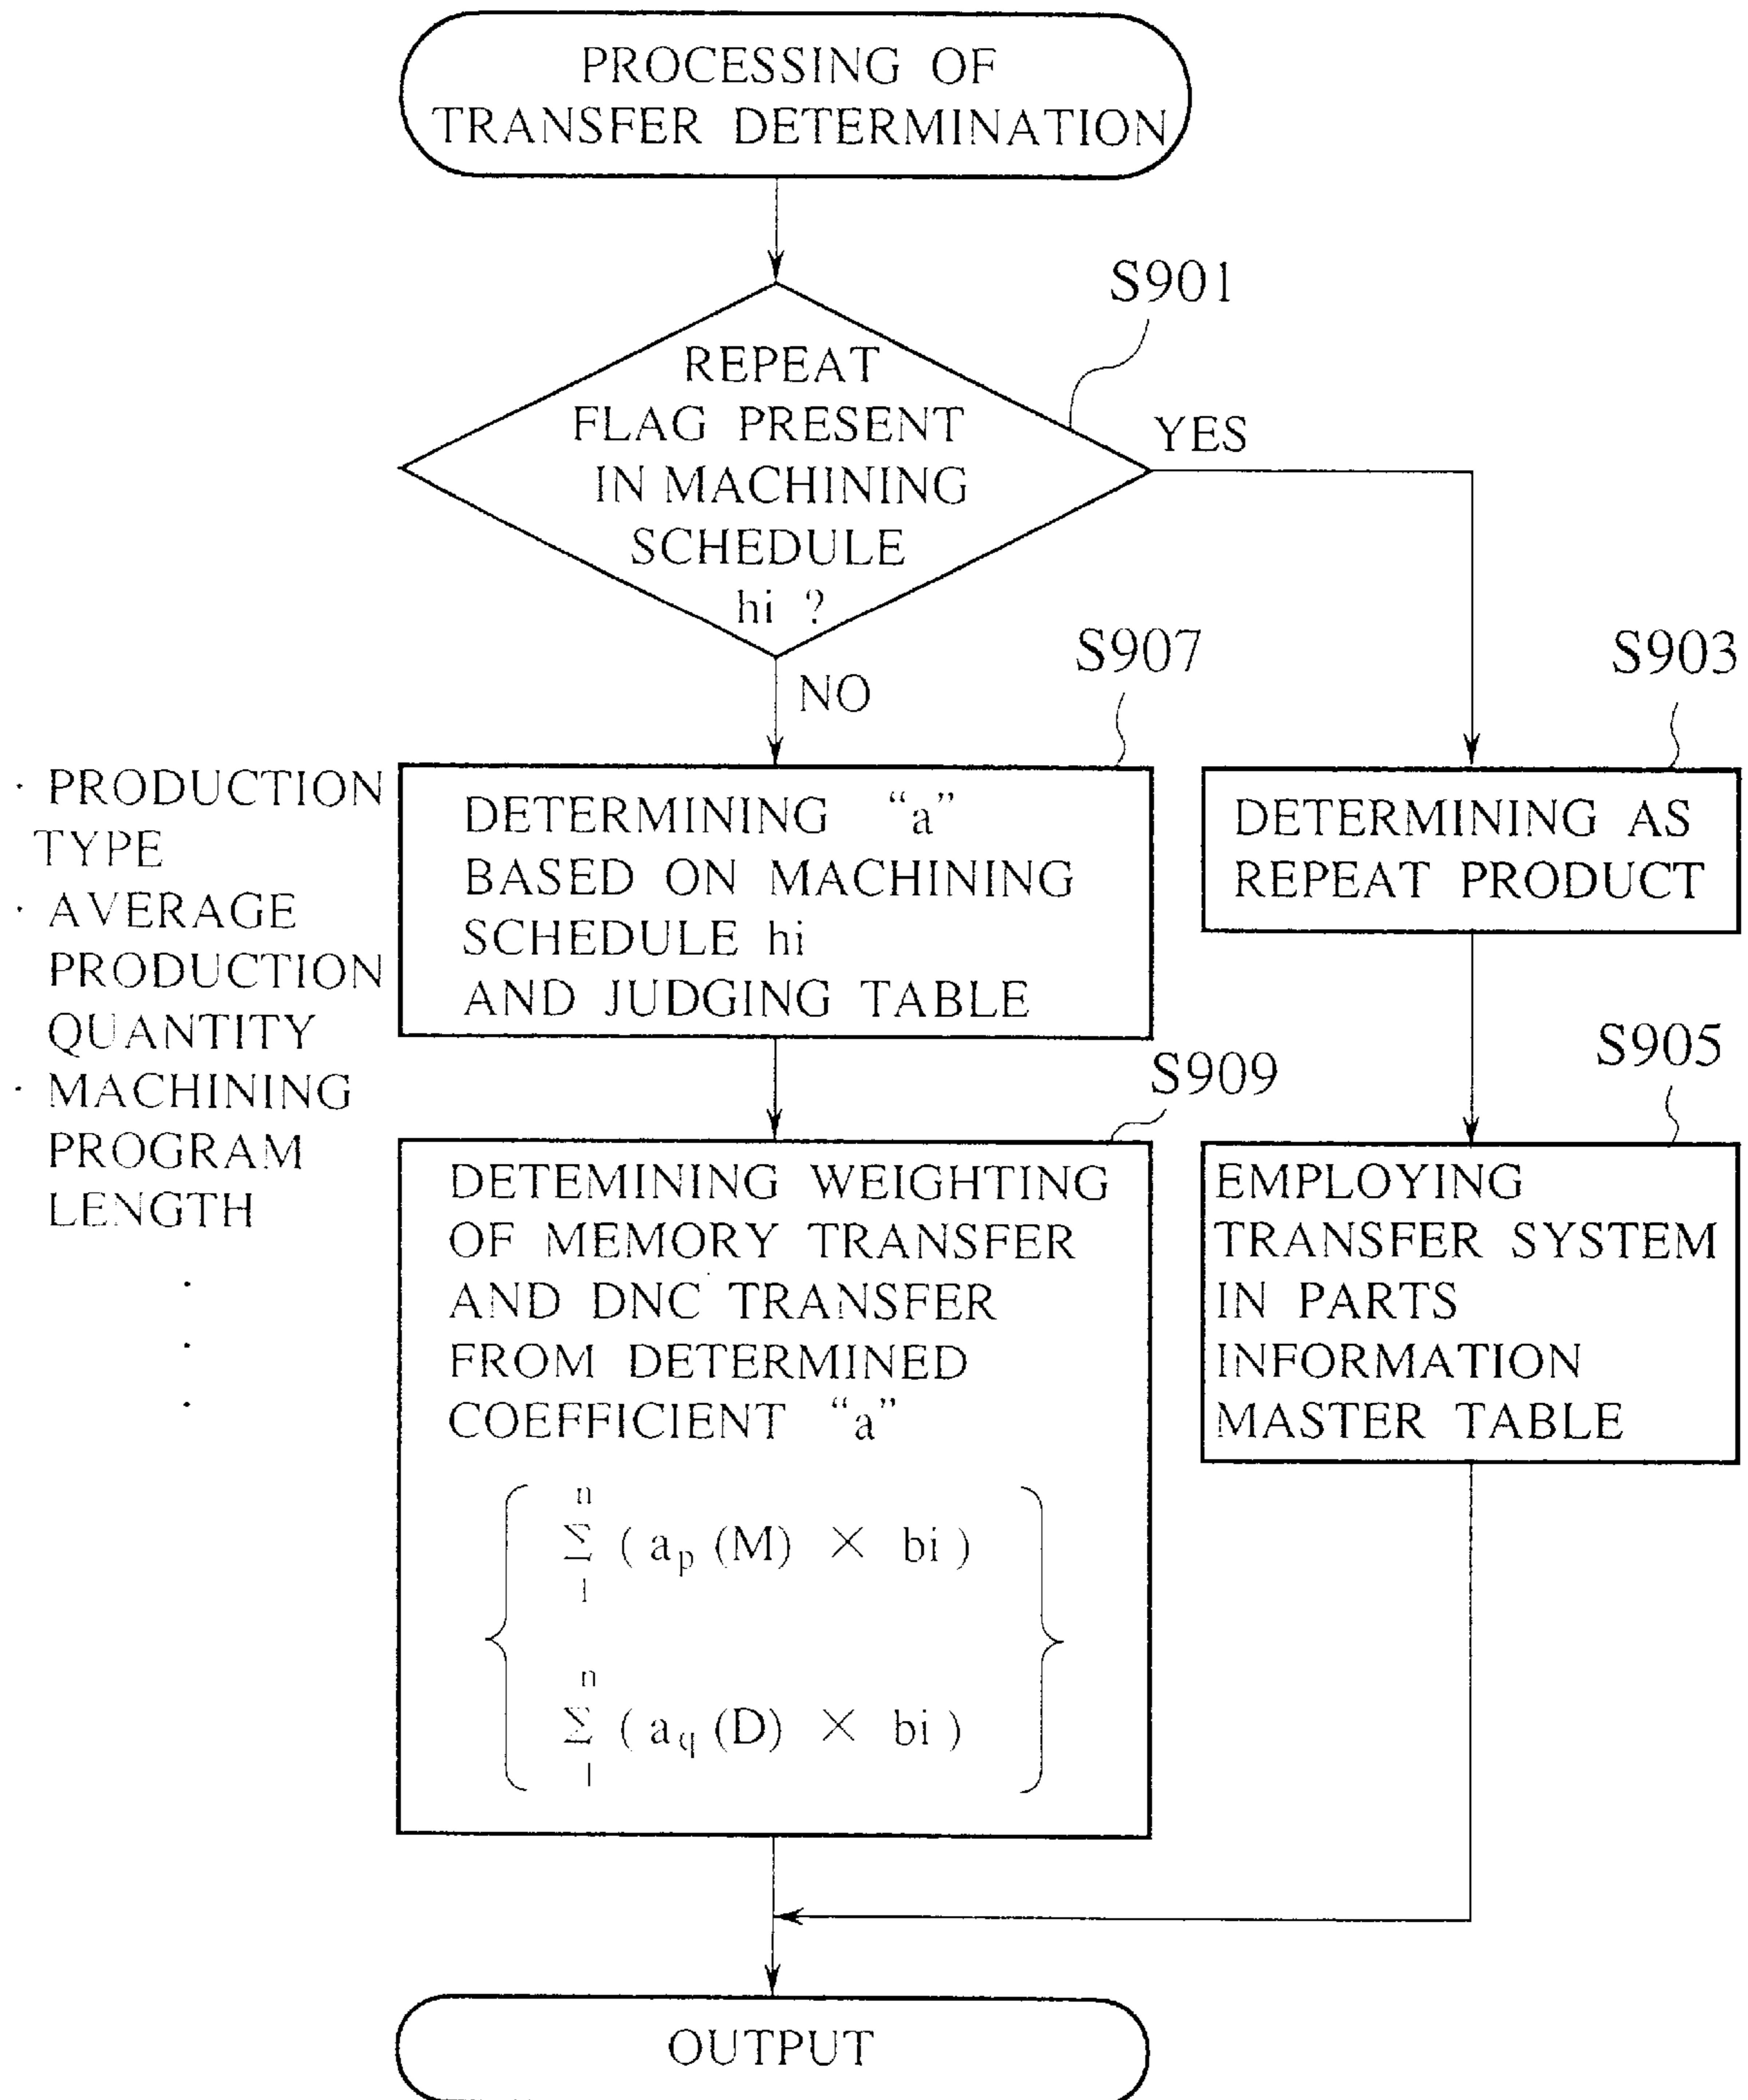 PROCESSING OF
TRANSFER DETERMINATION
S901
REPEAT
FLAG PRESENT
IN MACHINING
SCHEDULE
hi ?
YES
NO
S907
S903
· PRODUCTION
TYPE
· AVERAGE
PRODUCTION
QUANTITY
· MACHINING
PROGRAM
LENGTH
·
·
·
DETERMINING “a”
BASED ON MACHINING
SCHEDULE hi
AND JUDGING TABLE
DETERMINING AS
REPEAT PRODUCT
S909
S905
DETEMINING WEIGHTING
OF MEMORY TRANSFER
AND DNC TRANSFER
FROM DETERMINED
COEFFICIENT “a”
n
Σ ( a_p (M) × bi )
1
n
Σ ( a_q (D) × bi )
1
EMPLOYING
TRANSFER SYSTEM
IN PARTS
INFORMATION
MASTER TABLE
OUTPUT